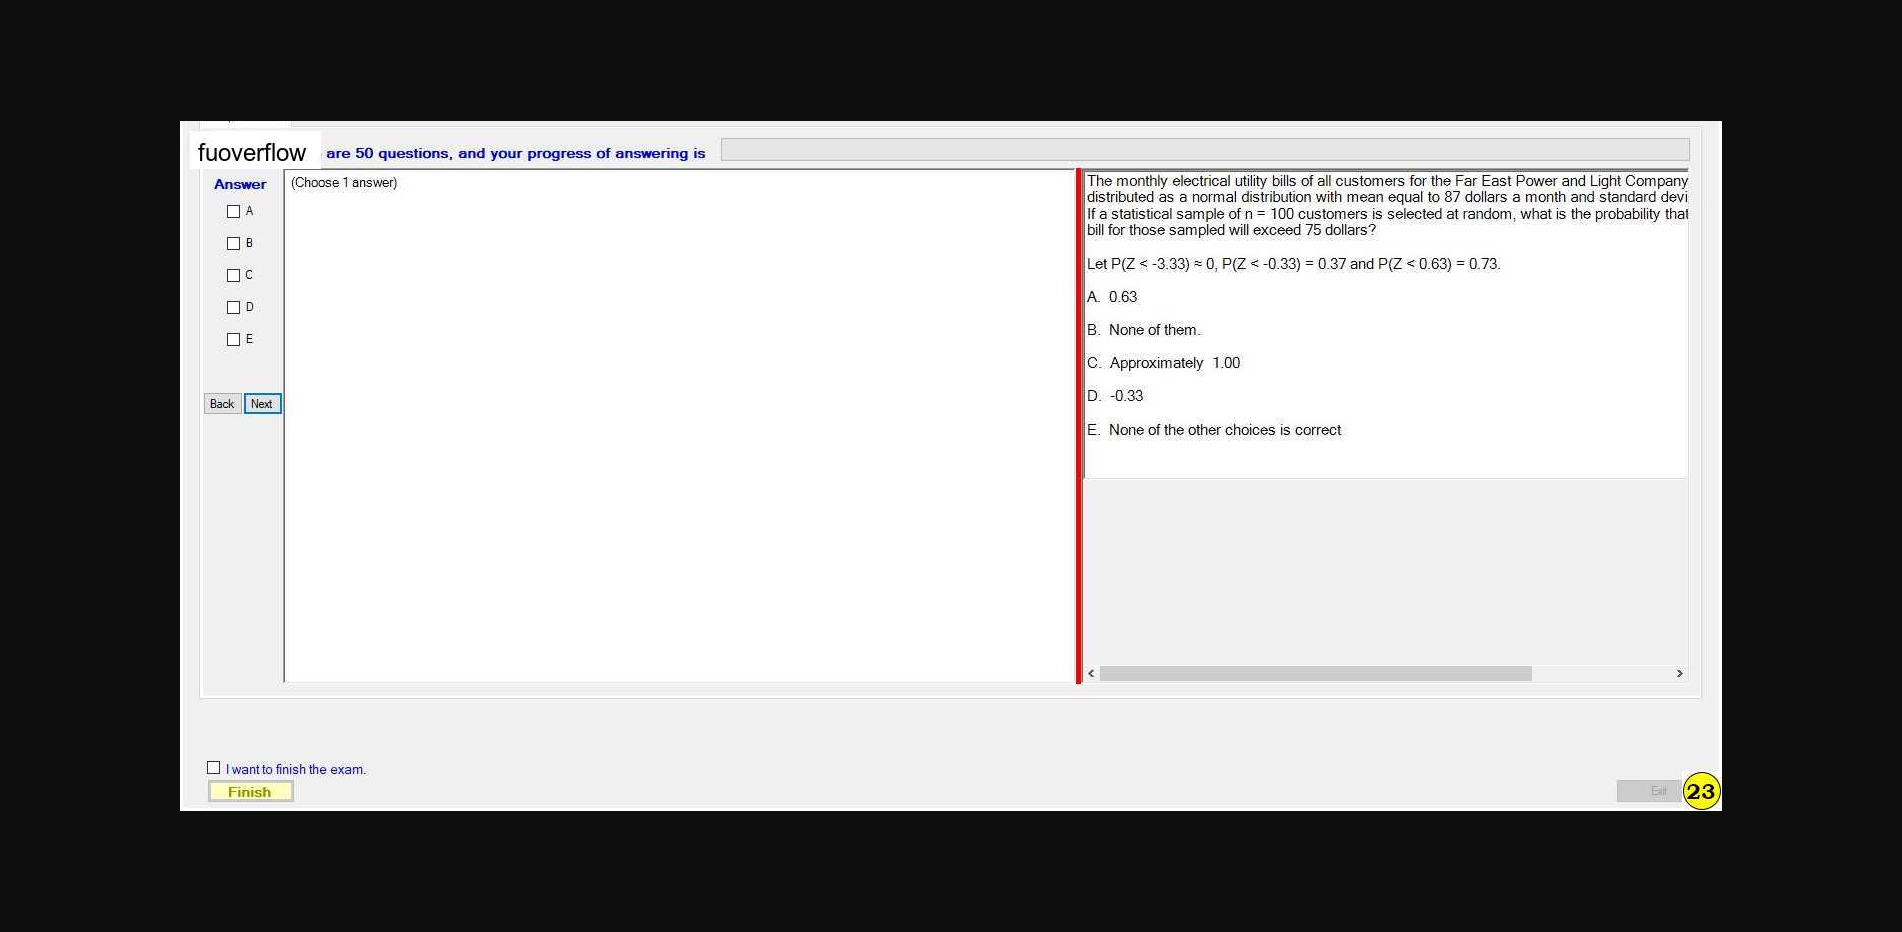 fuoverflow are 50 questions, and your progress of answering is
Answer
A
B
C
D
E
Back Next
(Choose 1 answer)
The monthly electrical utility bills of all customers for the Far East Power and Light Company
distributed as a normal distribution with mean equal to 87 dollars a month and standard devi
If a statistical sample of n = 100 customers is selected at random, what is the probability that
bill for those sampled will exceed 75 dollars?
Let P(Z < -3.33) ≈ 0, P(Z < -0.33) = 0.37 and P(Z < 0.63) = 0.73.
A. 0.63
B. None of them.
C. Approximately 1.00
D. -0.33
E. None of the other choices is correct
I want to finish the exam.
Finish
Exit
23